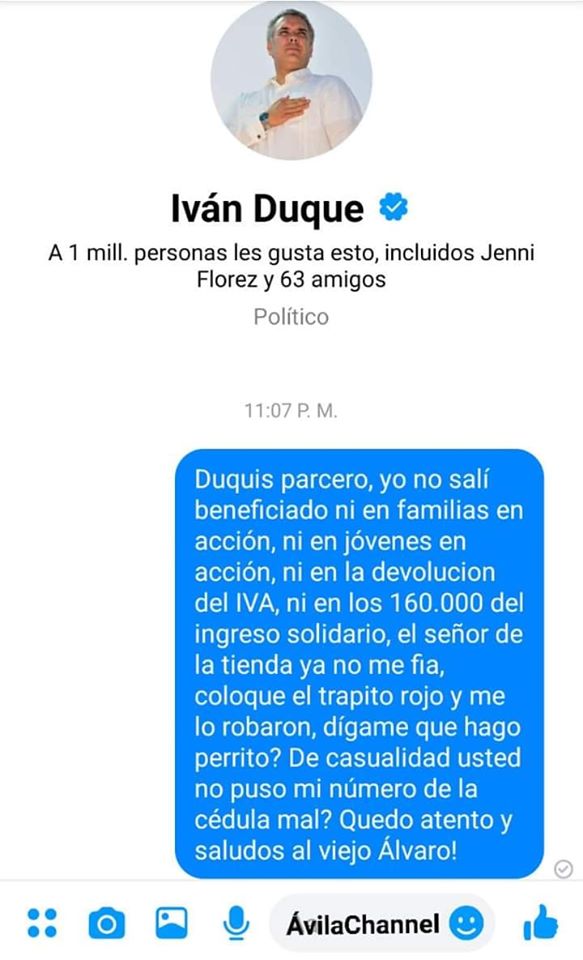 Iván Duque
A 1 mill. personas les gusta esto, incluidos Jenni
Florez y 63 amigos
Político
11:07 P. M.
Duquis parcero, yo no salí
beneficiado ni en familias en
acción, ni en jóvenes en
acción, ni en la devolucion
del IVA, ni en los 160.000 del
ingreso solidario, el señor de
la tienda ya no me fia,
coloque el trapito rojo y me
lo robaron, dígame que hago
perrito? De casualidad usted
no puso mi número de la
cédula mal? Quedo atento y
saludos al viejo Álvaro!
ÁvilaChannel